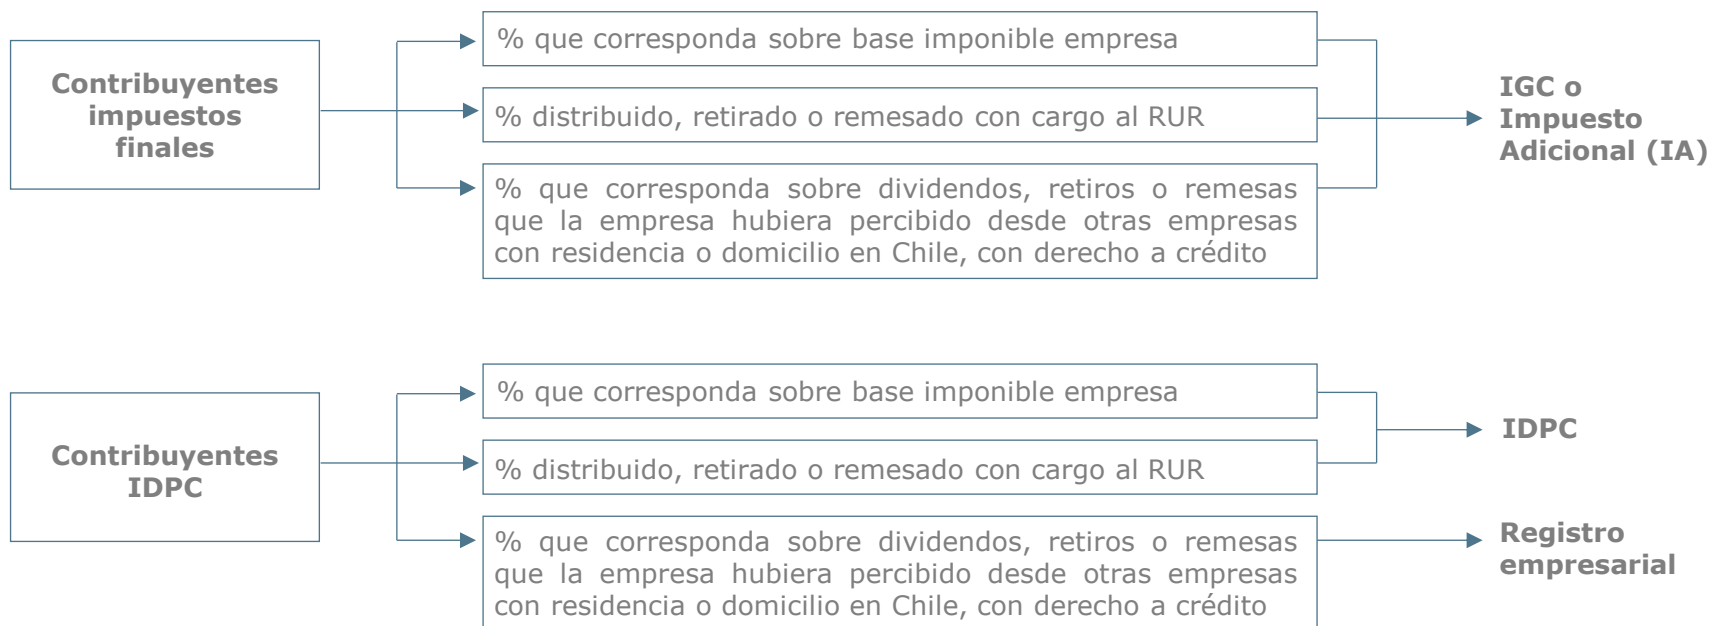 Contribuyentes
impuestos
finales
% que corresponda sobre base imponible empresa
% distribuido, retirado o remesado con cargo al RUR
% que corresponda sobre dividendos, retiros o remesas
que la empresa hubiera percibido desde otras empresas
con residencia o domicilio en Chile, con derecho a crédito
IGC o
Impuesto
Adicional (IA)
Contribuyentes
IDPC
% que corresponda sobre base imponible empresa
% distribuido, retirado o remesado con cargo al RUR
% que corresponda sobre dividendos, retiros o remesas
que la empresa hubiera percibido desde otras empresas
con residencia o domicilio en Chile, con derecho a crédito
IDPC
Registro
empresarial